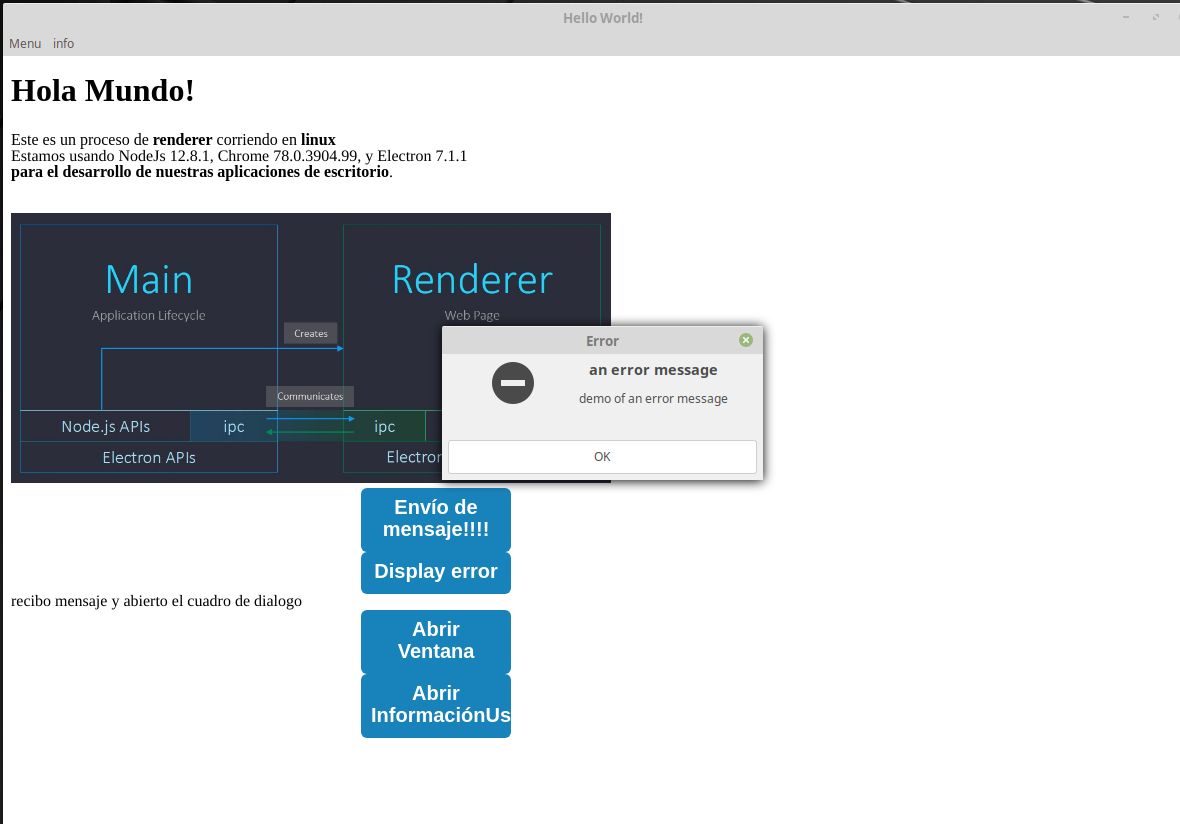 Hello World!
Menu info
Hola Mundo!
Este es un proceso de renderer corriendo en linux
Estamos usando NodeJs 12.8.1, Chrome 78.0.3904.99, y Electron 7.1.1
para el desarrollo de nuestras aplicaciones de escritorio.
Main
Application Lifecycle
Renderer
Web Page
Creates
Communicates
Node.js APIs
ipc
ipc
Electron APIs
Electron
Error
an error message
demo of an error message
OK
Envío de
mensaje!!!!
Display error
recibo mensaje y abierto el cuadro de dialogo
Abrir
Ventana
Abrir
InformaciónUs